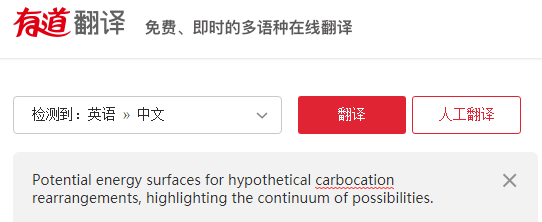 有道翻译 免费、即时的多语种在线翻译
检测到：英语 » 中文 翻译 人工翻译
Potential energy surfaces for hypothetical carbocation
rearrangements, highlighting the continuum of possibilities.